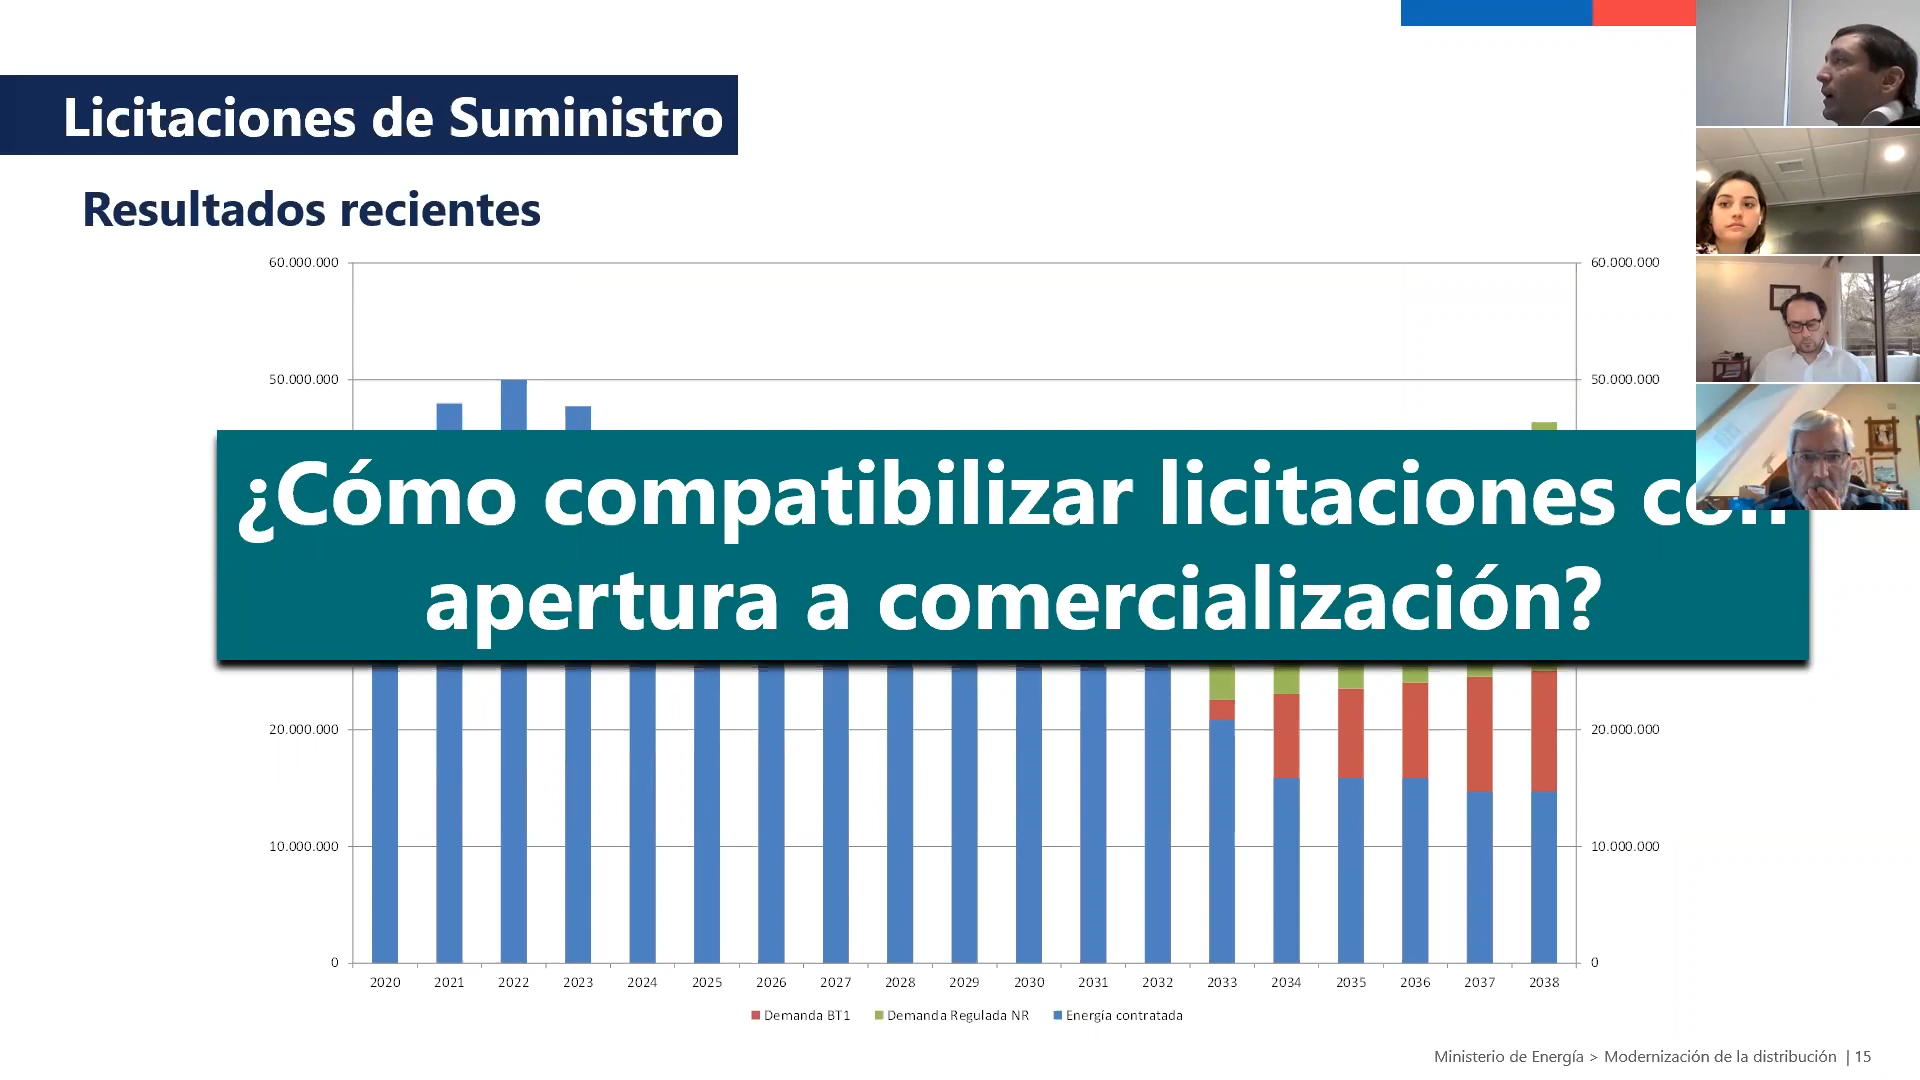 Licitaciones de Suministro
Resultados recientes
60.000.000 60.000.000
50.000.000 50.000.000
¿Cómo compatibilizar licitaciones con
apertura a comercialización?
20.000.000 20.000.000
10.000.000 10.000.000
0 0
2020 2021 2022 2023 2024 2025 2026 2027 2028 2029 2030 2031 2032 2033 2034 2035 2036 2037 2038
Demanda BT1 Demanda Regulada NR Energía contratada
Ministerio de Energía > Modernización de la distribución | 15